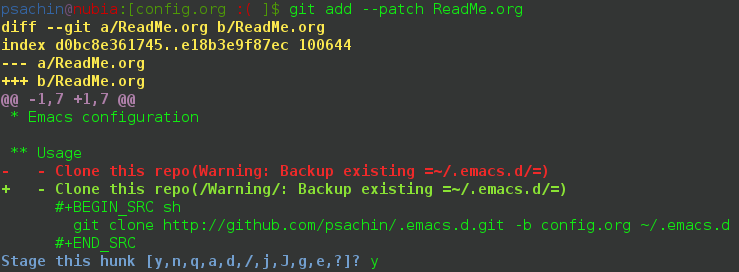 psachin@nubia:[config.org :( ]$ git add --patch ReadMe.org
diff --git a/ReadMe.org b/ReadMe.org
index d0bc8e361745..e18b3e9f87ec 100644
--- a/ReadMe.org
+++ b/ReadMe.org
@@ -1,7 +1,7 @@
 * Emacs configuration
 ** Usage
-   - Clone this repo(Warning: Backup existing =~/.emacs.d/=)
+   - Clone this repo(/Warning/: Backup existing =~/.emacs.d/=)
     #+BEGIN_SRC sh
       git clone http://github.com/psachin/.emacs.d.git -b config.org ~/.emacs.d
     #+END_SRC
Stage this hunk [y,n,q,a,d,/,j,J,g,e,?]? y